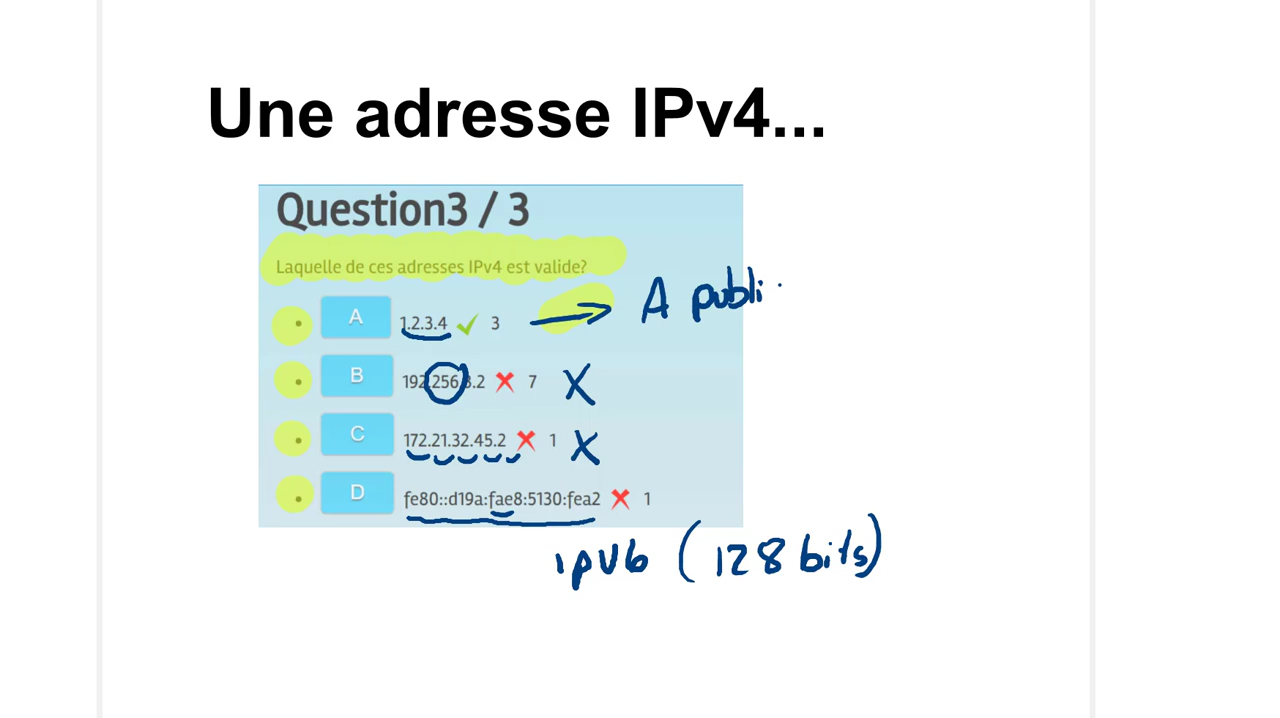 Une adresse IPv4...
Question3 / 3
Laquelle de ces adresses IPv4 est valide?
A 1.2.3.4 3 A publi
B 192.256.3.2 7 X
C 172.21.32.45.2 1 X
D fe80::d19a:fae8:5130:fea2 1
ipv6 (128 bits)